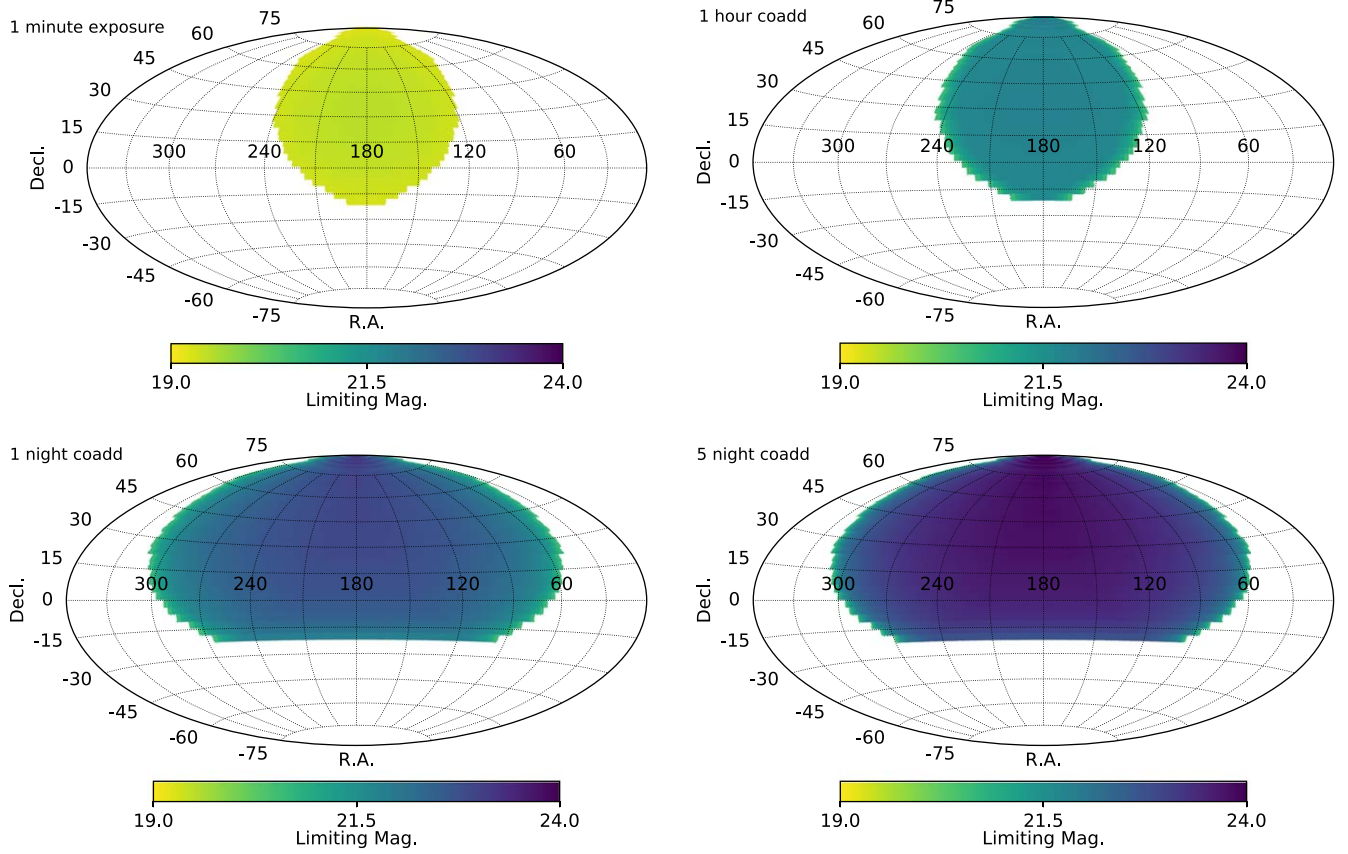 1 minute exposure
75
60
45
30
15
0
-15
-30
-45
-60
-75
300 240 180 120 60
Decl.
R.A.
19.0 21.5 24.0
Limiting Mag.
1 hour coadd
75
60
45
30
15
0
-15
-30
-45
-60
-75
300 240 180 120 60
Decl.
R.A.
19.0 21.5 24.0
Limiting Mag.
1 night coadd
75
60
45
30
15
0
-15
-30
-45
-60
-75
300 240 180 120 60
Decl.
R.A.
19.0 21.5 24.0
Limiting Mag.
5 night coadd
75
60
45
30
15
0
-15
-30
-45
-60
-75
300 240 180 120 60
Decl.
R.A.
19.0 21.5 24.0
Limiting Mag.